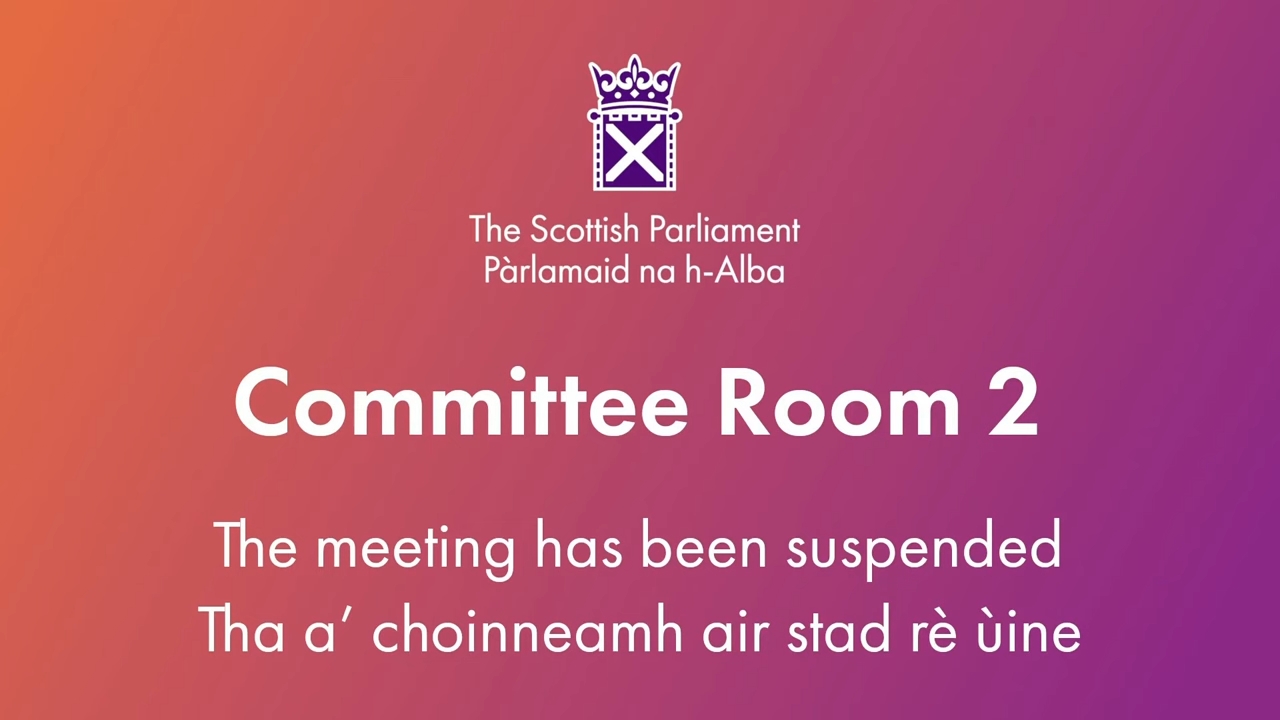 The Scottish Parliament
Pàrlamaid na h-Alba
Committee Room 2
The meeting has been suspended
Tha a’ choinneamh air stad rè ùine